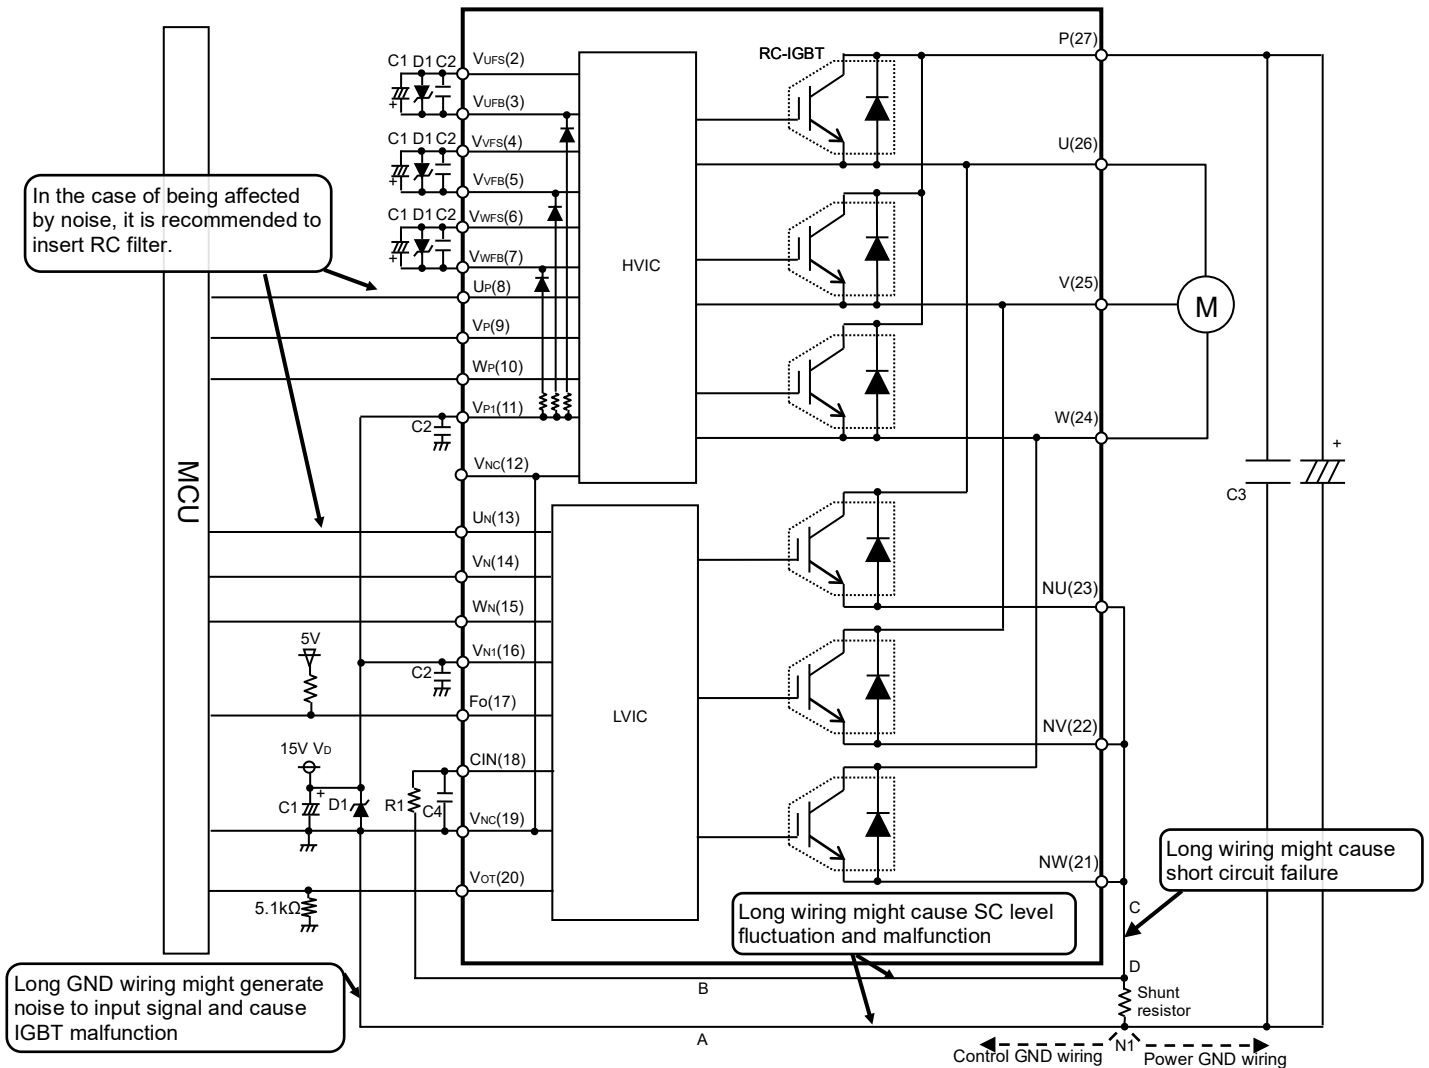 P(27)
RC-IGBT
C1 D1 C2
VUFS(2)
+
VUFB(3)
C1 D1 C2
VVFS(4)
U(26)
+
VVFB(5)
In the case of being affected
by noise, it is recommended to
insert RC filter.
C1 D1 C2
VWFS(6)
+
VWFB(7)
HVIC
UP(8)
V(25)
M
VP(9)
WP(10)
VP1(11)
C2
W(24)
+
MCU
VNC(12)
C3
UN(13)
VN(14)
NU(23)
WN(15)
5V
VN1(16)
C2
Fo(17)
LVIC
NV(22)
15V VD
CIN(18)
+
C1
D1
R1
C4
VNC(19)
Long wiring might cause
short circuit failure
NW(21)
VOT(20)
5.1kΩ
Long wiring might cause SC level
fluctuation and malfunction
C
D
Long GND wiring might generate
noise to input signal and cause
IGBT malfunction
B
Shunt
resistor
A
N1
Control GND wiring
Power GND wiring